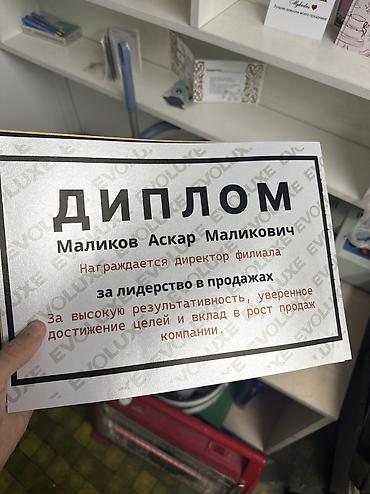 ДИПЛОМ
Маликов Аскар Маликович
Награждается директор филиала
за лидерство в продажах
За высокую результативность, уверенное
достижение целей и вклад в рост продаж
компании.
EVOLUXE